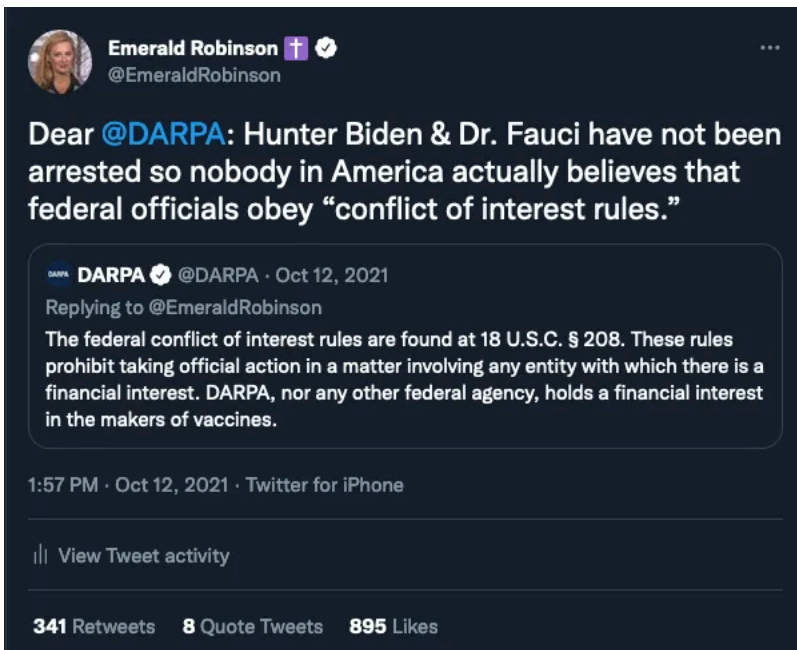 Emerald Robinson ✝️
@EmeraldRobinson
Dear @DARPA: Hunter Biden & Dr. Fauci have not been
arrested so nobody in America actually believes that
federal officials obey “conflict of interest rules.”
DARPA DARPA @DARPA · Oct 12, 2021
Replying to @EmeraldRobinson
The federal conflict of interest rules are found at 18 U.S.C. § 208. These rules
prohibit taking official action in a matter involving any entity with which there is a
financial interest. DARPA, nor any other federal agency, holds a financial interest
in the makers of vaccines.
1:57 PM · Oct 12, 2021 · Twitter for iPhone
View Tweet activity
341 Retweets 8 Quote Tweets 895 Likes